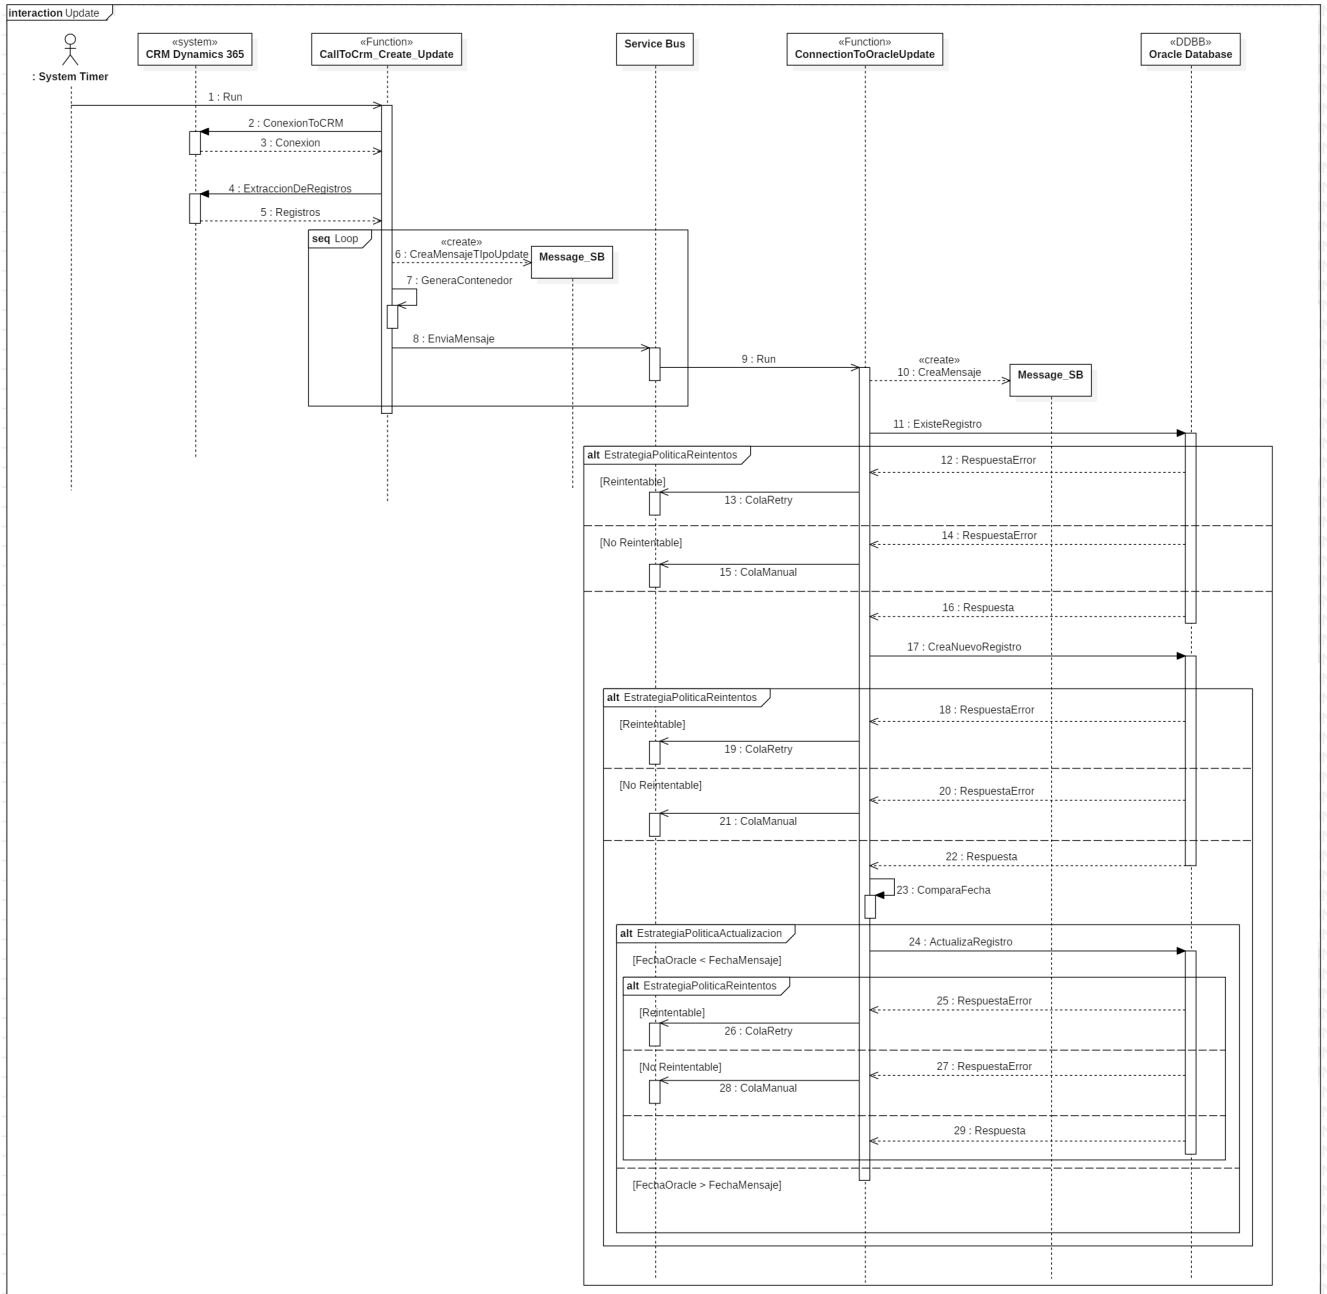 interaction Update
«system»
CRM Dynamics 365
«Function»
CallToCrm_Create_Update
Service Bus
«Function»
ConnectionToOracleUpdate
«DDBB»
Oracle Database
: System Timer
1 : Run
2 : ConexionToCRM
3 : Conexion
4 : ExtraccionDeRegistros
5 : Registros
seq Loop
«create»
6 : CreaMensajeTIpoUpdate
Message_SB
7 : GeneraContenedor
8 : EnviaMensaje
9 : Run
«create»
10 : CreaMensaje
Message_SB
11 : ExisteRegistro
alt EstrategiaPoliticaReintentos
12 : RespuestaError
[Reintentable]
13 : ColaRetry
14 : RespuestaError
[No Reintentable]
15 : ColaManual
16 : Respuesta
17 : CreaNuevoRegistro
alt EstrategiaPoliticaReintentos
18 : RespuestaError
[Reintentable]
19 : ColaRetry
[No Reintentable]
20 : RespuestaError
21 : ColaManual
22 : Respuesta
23 : ComparaFecha
alt EstrategiaPoliticaActualizacion
24 : ActualizaRegistro
[FechaOracle < FechaMensaje]
alt EstrategiaPoliticaReintentos
25 : RespuestaError
[Reintentable]
26 : ColaRetry
27 : RespuestaError
[No Reintentable]
28 : ColaManual
29 : Respuesta
[FechaOracle > FechaMensaje]